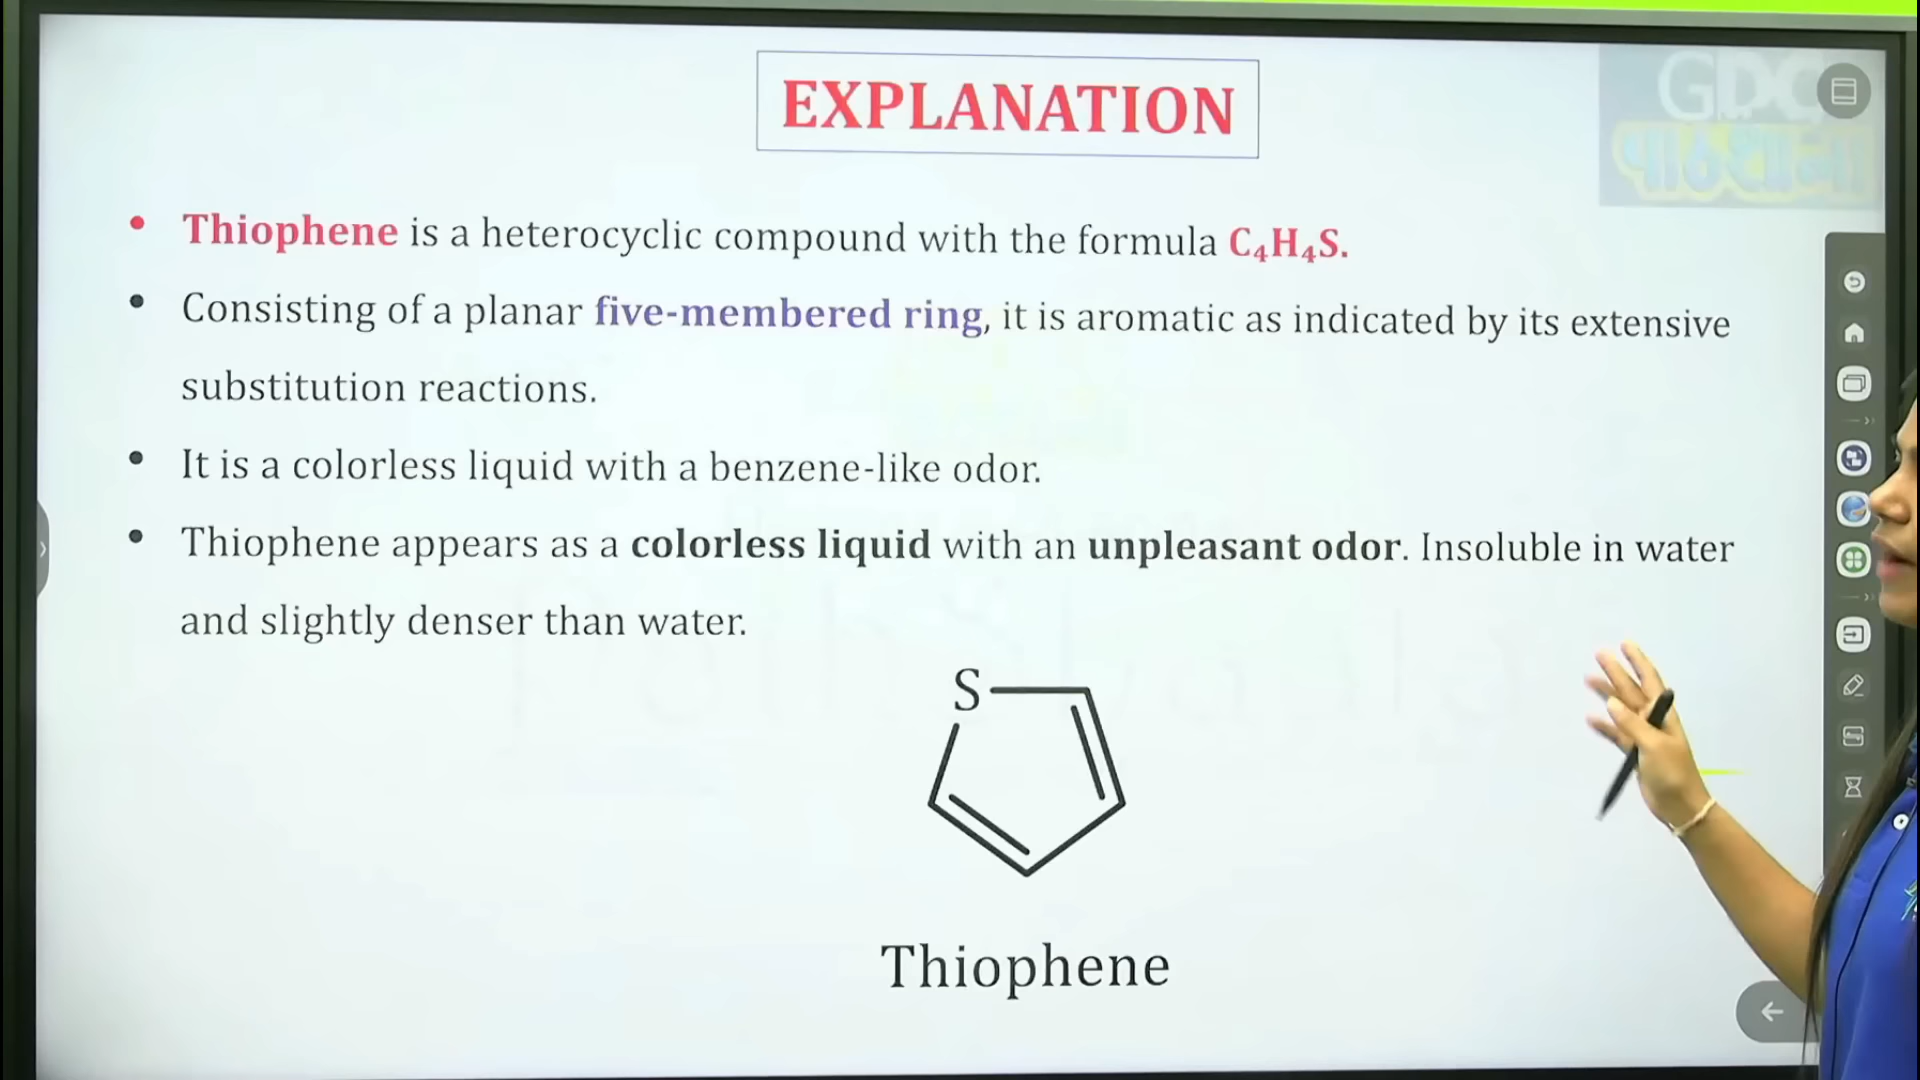 EXPLANATION
GDC
• Thiophene is a heterocyclic compound with the formula C₄H₄S.
• Consisting of a planar five-membered ring, it is aromatic as indicated by its extensive
substitution reactions.
• It is a colorless liquid with a benzene-like odor.
• Thiophene appears as a colorless liquid with an unpleasant odor. Insoluble in water
and slightly denser than water.
S
Thiophene